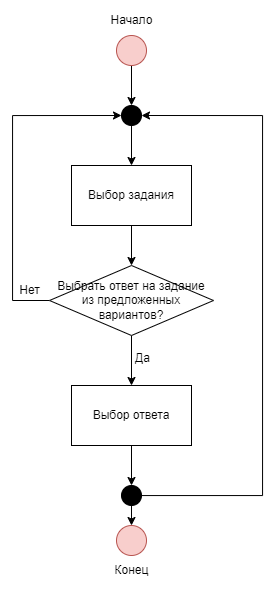 Начало
Выбор задания
Выбрать ответ на задание
из предложенных
вариантов?
Нет
Да
Выбор ответа
Конец